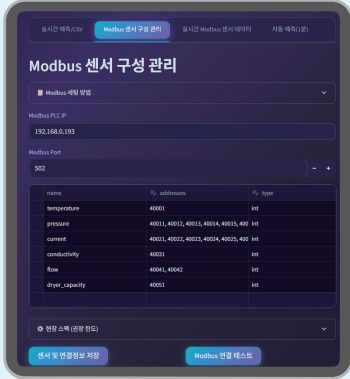 실시간 예측/CSV
Modbus 센서 구성 관리
실시간 Modbus 센서 데이터
자동 예측(1분)
Modbus 센서 구성 관리
📋 Modbus 세팅 방법
Modbus PLC IP
192.168.0.193
Modbus Port
502
− +
name addresses type
temperature 40001 int
pressure 40011, 40012, 40013, 40014, 40015, 400 int
current 40021, 40022, 40023, 40024, 40025, 400 int
conductivity 40031 int
flow 40041, 40042 int
dryer_capacity 40051 int
⚙ 현장 스펙 (권장 한도)
센서 및 연결정보 저장
Modbus 연결 테스트